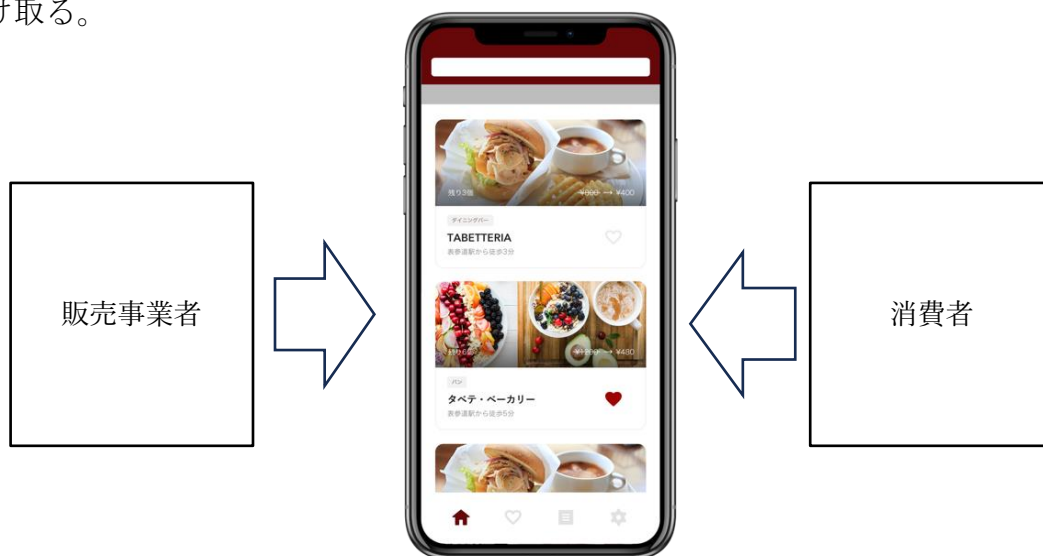 け取る。
販売事業者
残り3個
¥800 → ¥400
ダイニングバー
TABETTERIA
表参道駅から徒歩3分
→ ¥480
パン
タベテ・ベーカリー
表参道駅から徒歩5分
消費者